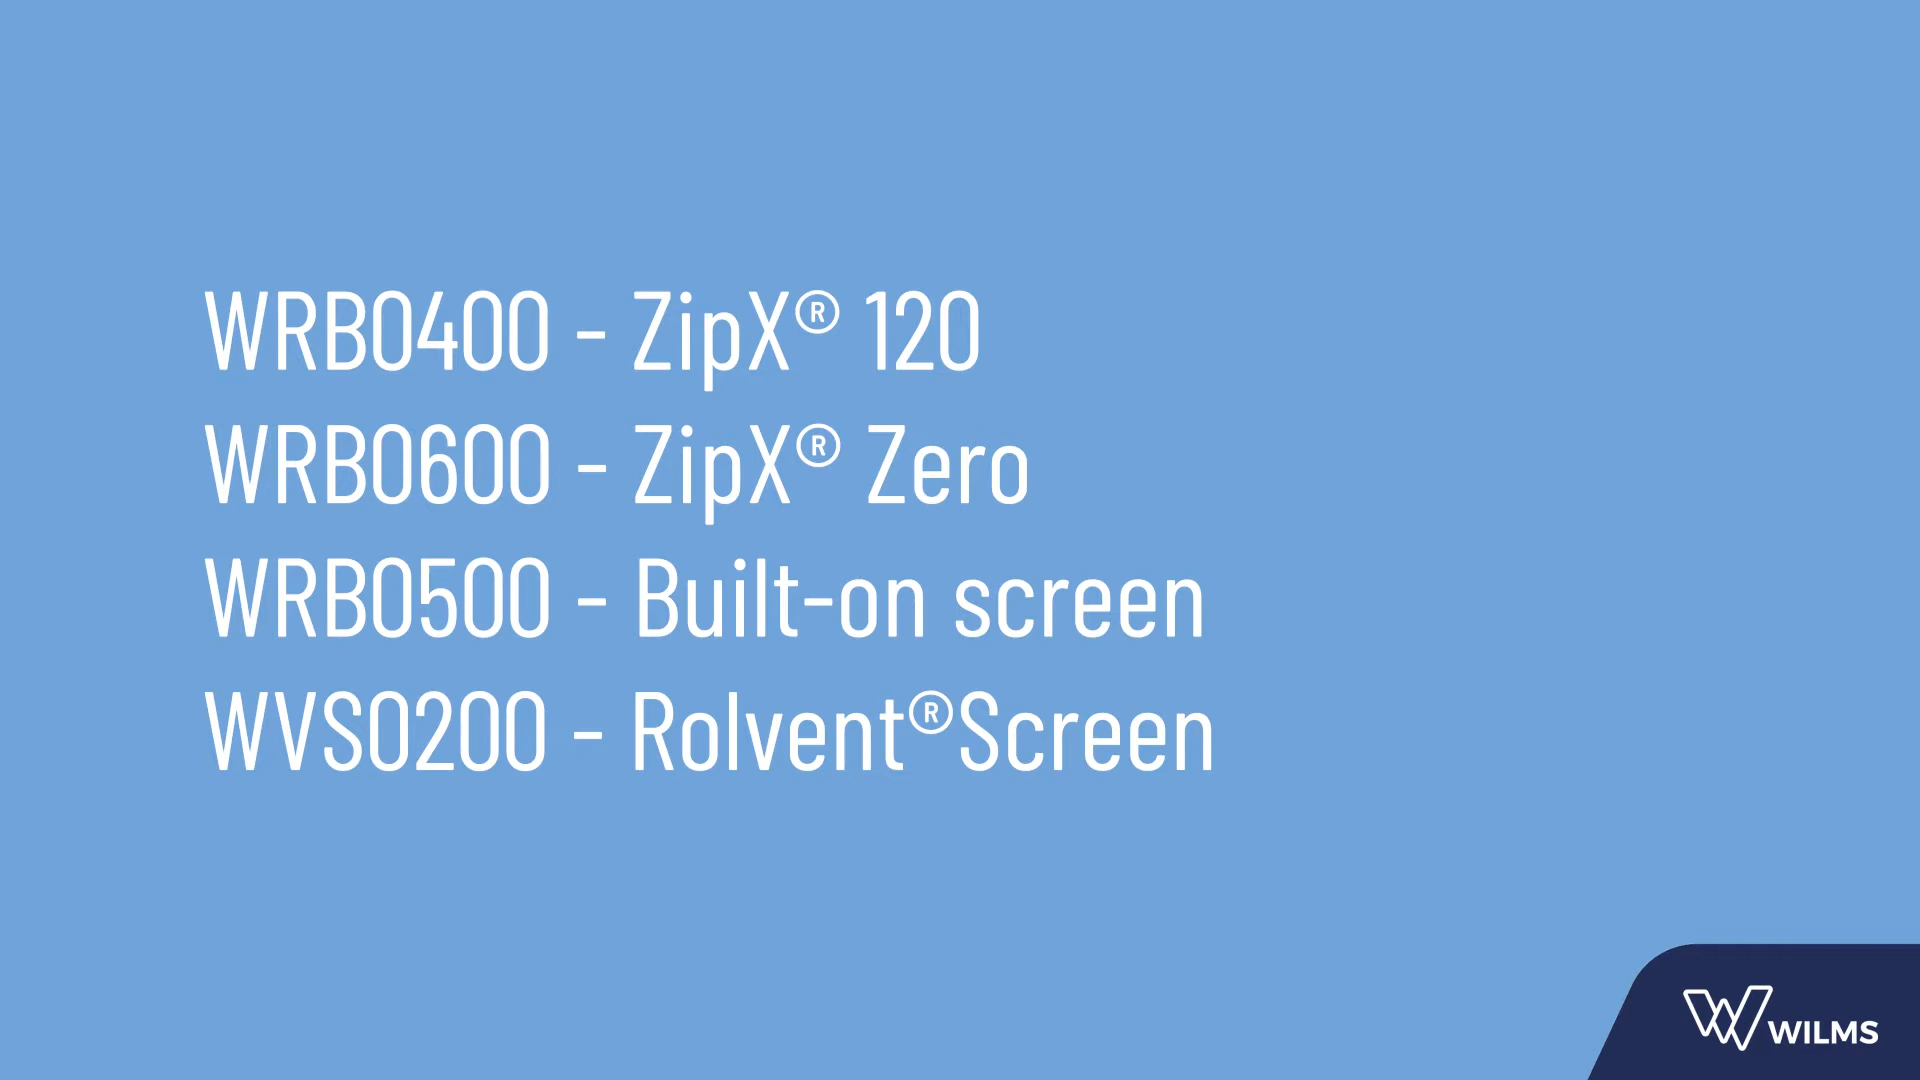 WRB0400 - ZipX® 120
WRB0600 - ZipX® Zero
WRB0500 - Built-on screen
WVS0200 - Rolvent®Screen
WILMS